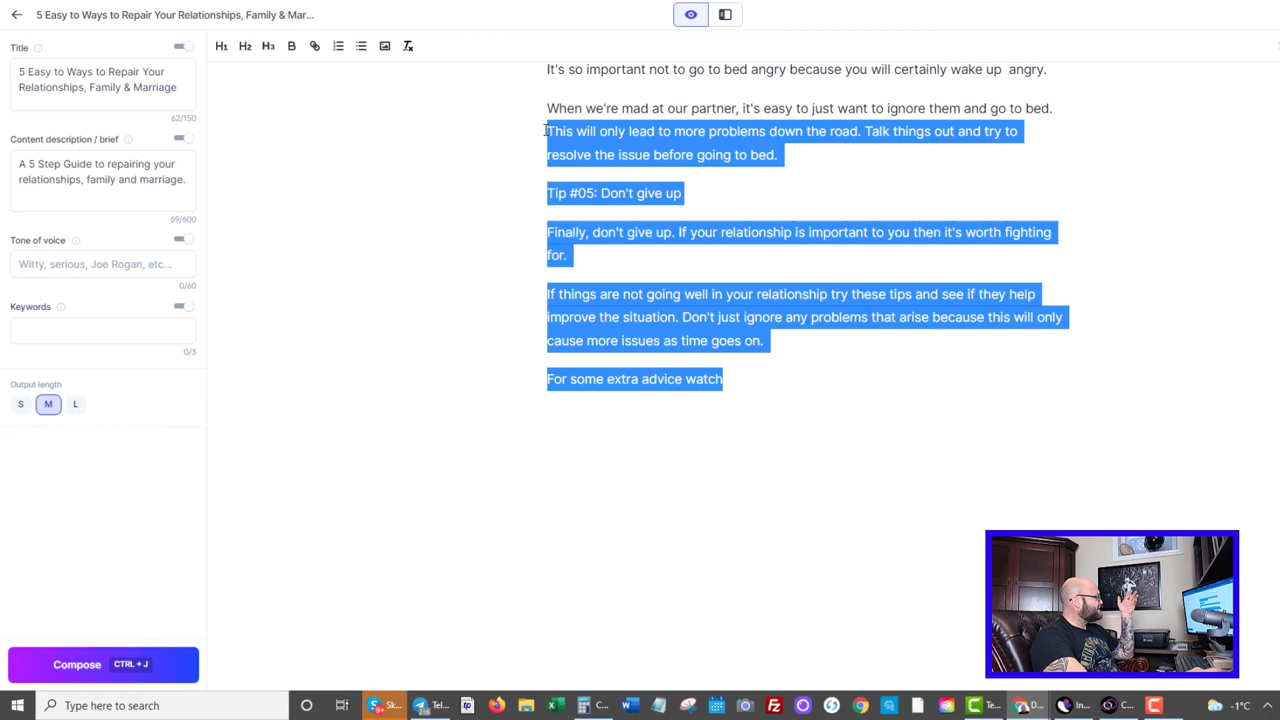 5 Easy to Ways to Repair Your Relationships, Family & Mar...
Title
5 Easy to Ways to Repair Your
Relationships, Family & Marriage
62/150
Content description / brief
A 5 Step Guide to repairing your
relationships, family and marriage.
69/600
Tone of voice
Witty, serious, Joe Rogan, etc...
0/60
Keywords
0/3
Output length
S M L
Compose CTRL + J
H1 H2 H3 B
It's so important not to go to bed angry because you will certainly wake up angry.
When we're mad at our partner, it's easy to just want to ignore them and go to bed.
This will only lead to more problems down the road. Talk things out and try to
resolve the issue before going to bed.
Tip #05: Don't give up
Finally, don't give up. If your relationship is important to you then it's worth fighting
for.
If things are not going well in your relationship try these tips and see if they help
improve the situation. Don't just ignore any problems that arise because this will only
cause more issues as time goes on.
For some extra advice watch
Type here to search
Sk...
Tel...
C...
Te...
D...
In...
C...
-1°C